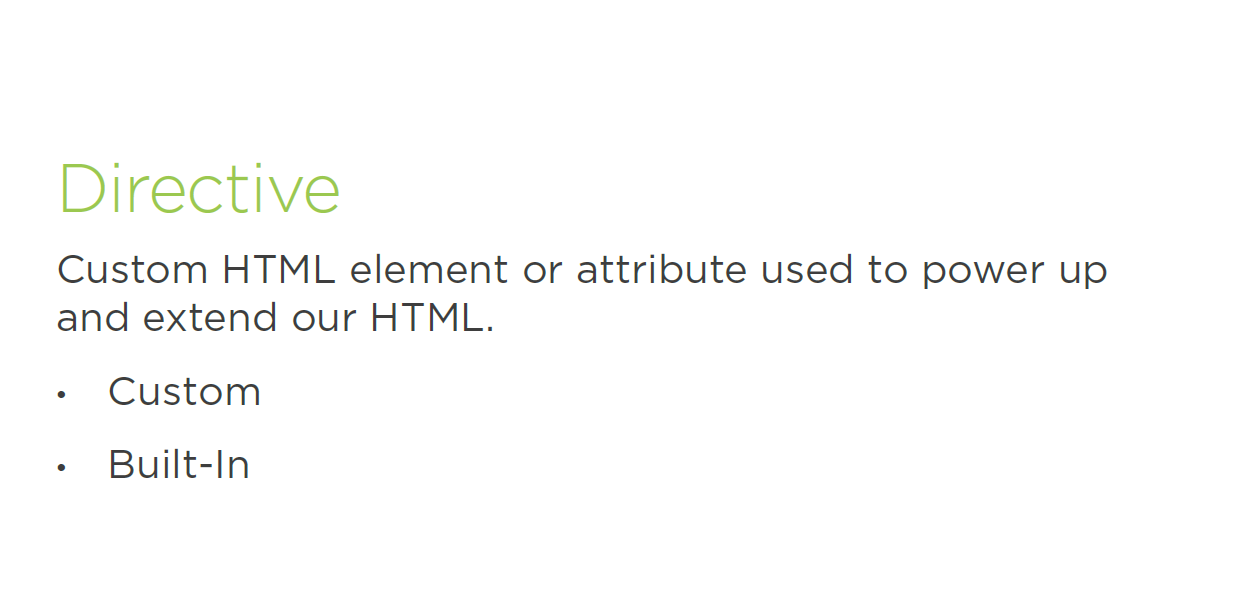 Directive
Custom HTML element or attribute used to power up
and extend our HTML.
• Custom
• Built-In